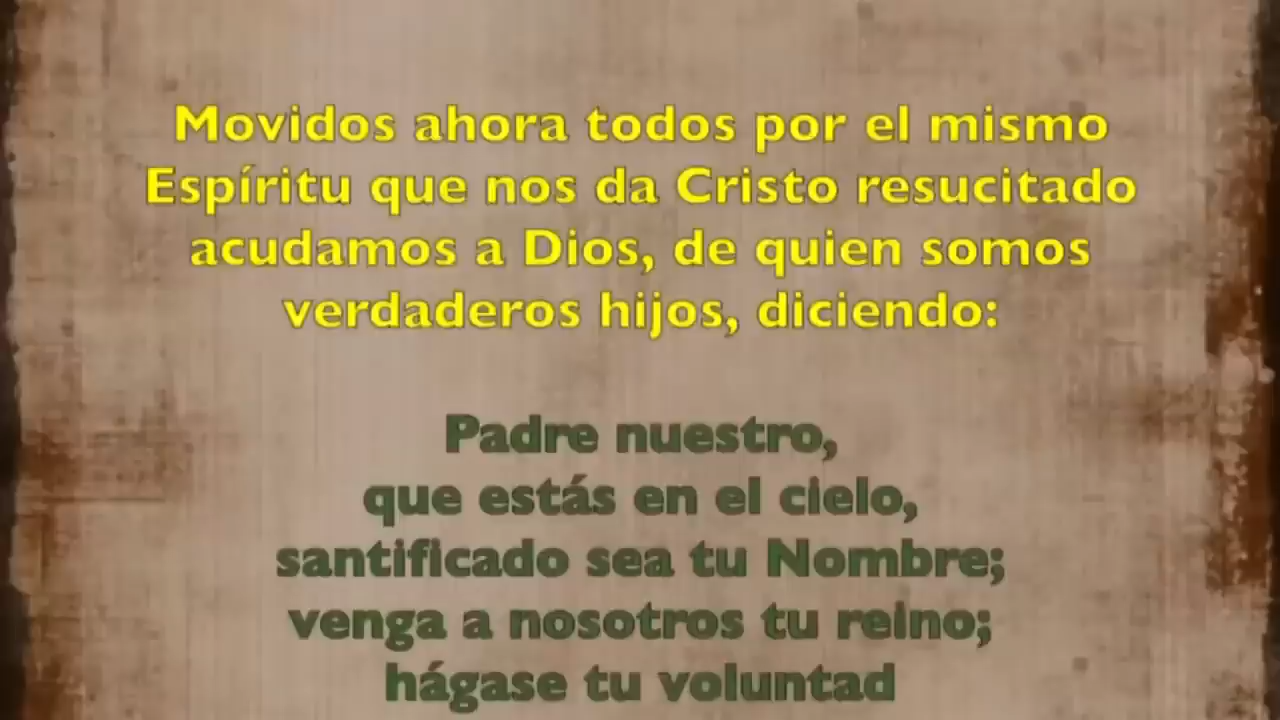 Movidos ahora todos por el mismo
Espíritu que nos da Cristo resucitado
acudamos a Dios, de quien somos
verdaderos hijos, diciendo:
Padre nuestro,
que estás en el cielo,
santificado sea tu Nombre;
venga a nosotros tu reino;
hágase tu voluntad